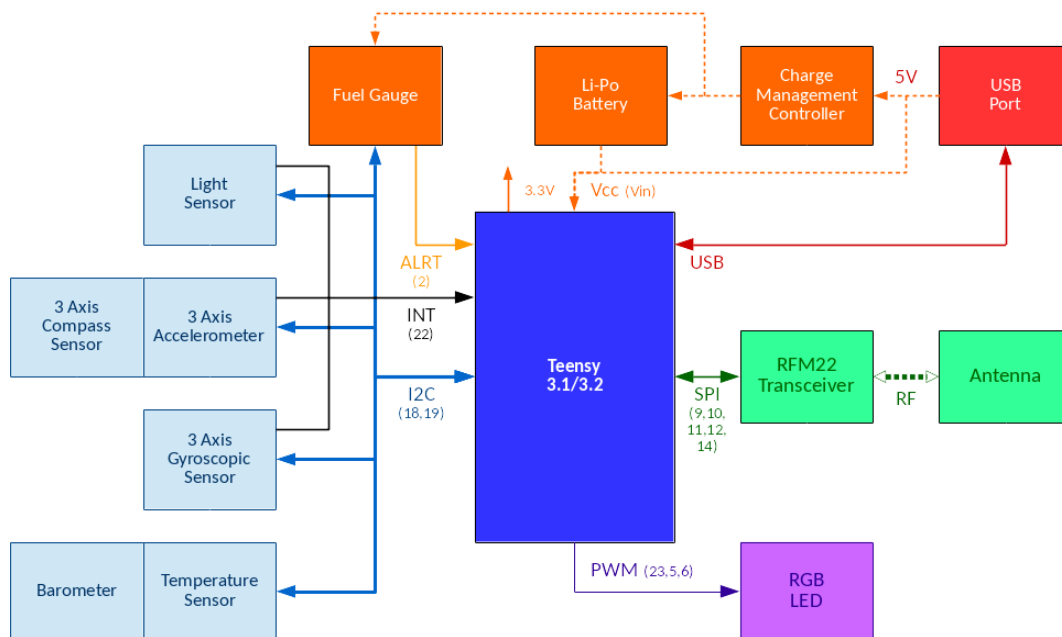 Fuel Gauge
Li-Po
Battery
Charge
Management
Controller
5V
USB
Port
Light
Sensor
3.3V
Vcc (Vin)
ALRT
(2)
USB
3 Axis
Compass
Sensor
3 Axis
Accelerometer
INT
(22)
Teensy
3.1/3.2
RFM22
Transceiver
RF
Antenna
I2C
(18,19)
SPI
(9,10,
11,12,
14)
3 Axis
Gyroscopic
Sensor
Barometer
Temperature
Sensor
PWM (23,5,6)
RGB
LED